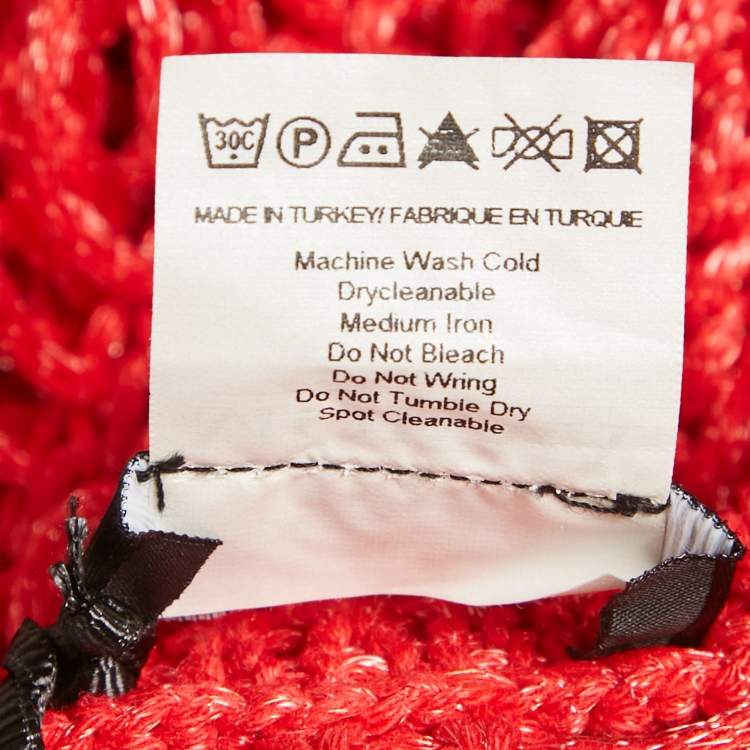 30C P
MADE IN TURKEY/ FABRIQUE EN TURQUIE
Machine Wash Cold
Drycleanable
Medium Iron
Do Not Bleach
Do Not Wring
Do Not Tumble Dry
Spot Cleanable